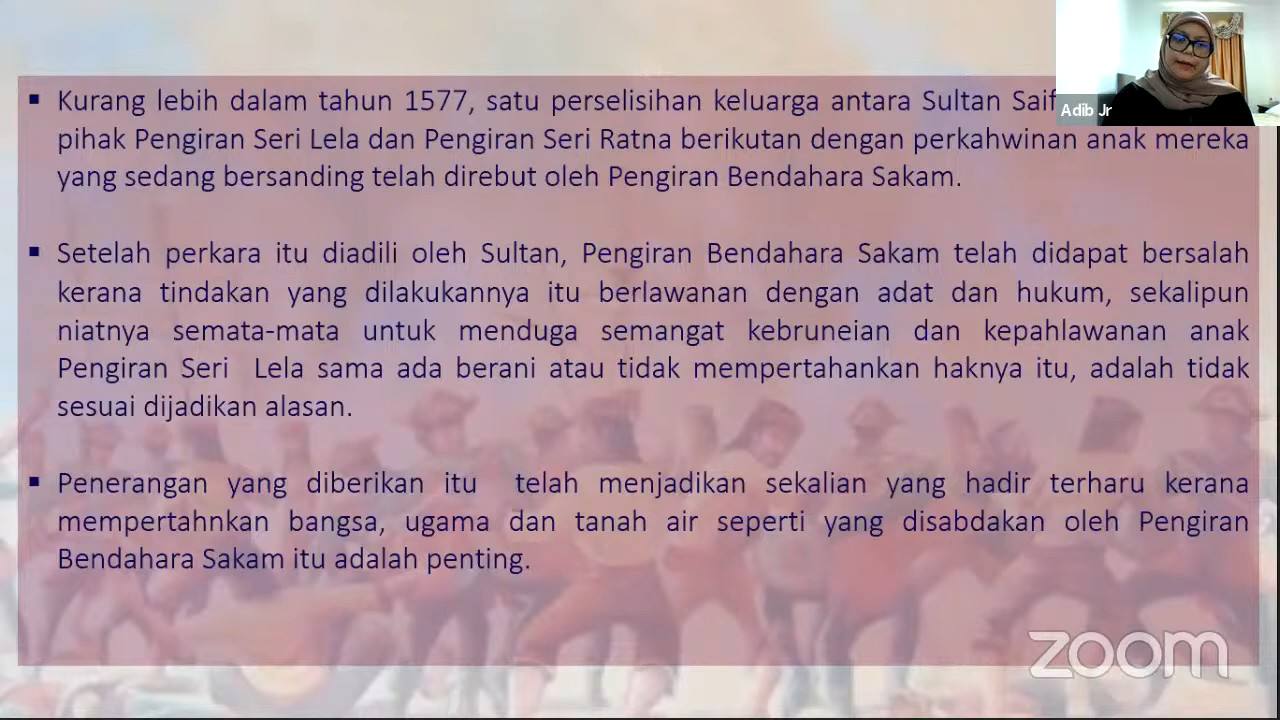 ▪ Kurang lebih dalam tahun 1577, satu perselisihan keluarga antara Sultan
pihak Pengiran Seri Lela dan Pengiran Seri Ratna berikutan dengan perkahwinan anak mereka
yang sedang bersanding telah direbut oleh Pengiran Bendahara Sakam.
▪ Setelah perkara itu diadili oleh Sultan, Pengiran Bendahara Sakam telah didapat bersalah
kerana tindakan yang dilakukannya itu berlawanan dengan adat dan hukum, sekalipun
niatnya semata-mata untuk menduga semangat kebruneian dan kepahlawanan anak
Pengiran Seri Lela sama ada berani atau tidak mempertahankan haknya itu, adalah tidak
sesuai dijadikan alasan.
▪ Penerangan yang diberikan itu telah menjadikan sekalian yang hadir terharu kerana
mempertahnkan bangsa, ugama dan tanah air seperti yang disabdakan oleh Pengiran
Bendahara Sakam itu adalah penting.
Adib Jr
zoom